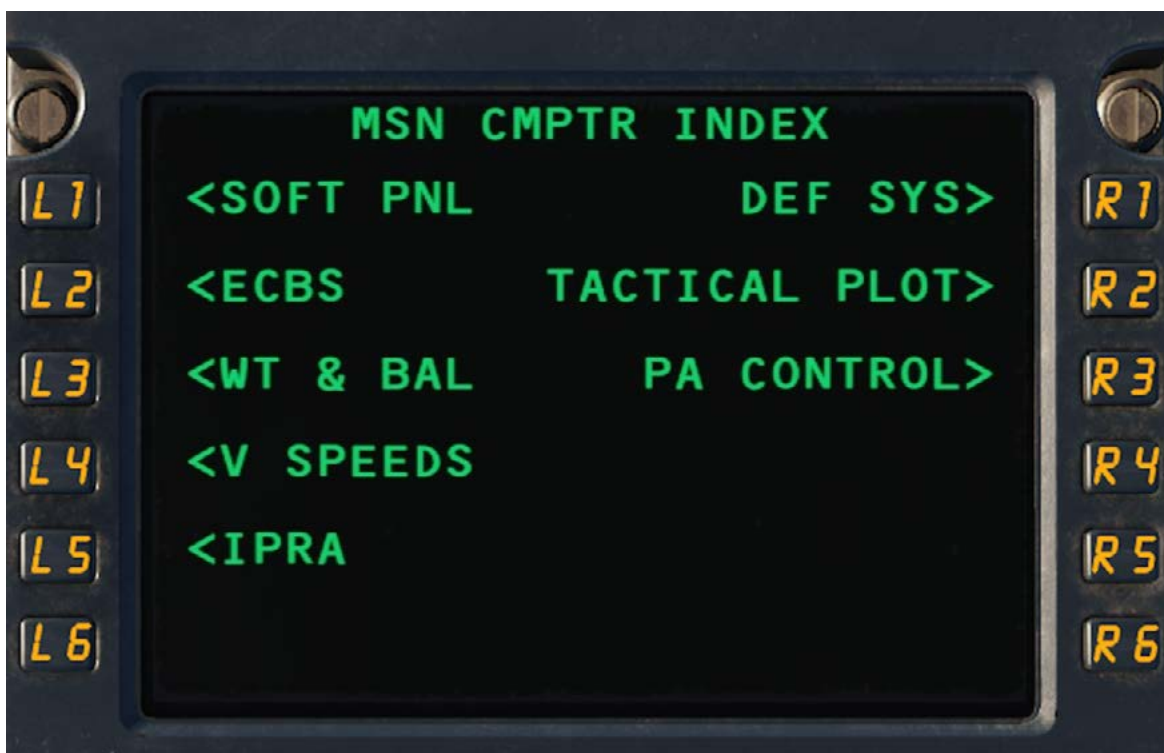 MSN CMPTR INDEX
L1 <SOFT PNL DEF SYS> R1
L2 <ECBS TACTICAL PLOT> R2
L3 <WT & BAL PA CONTROL> R3
L4 <V SPEEDS R4
L5 <IPRA R5
L6 R6